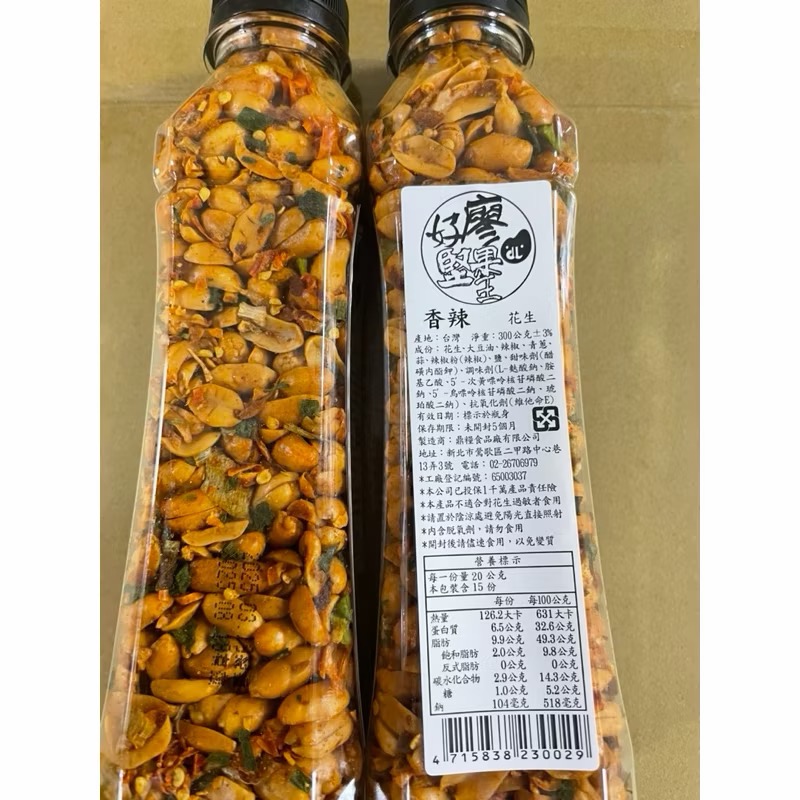 好廖
堅果王
香辣 花生
產地：台灣 淨重：300公克±3%
成份：花生、大豆油、辣椒、青蔥、
蒜、辣椒粉(辣椒)、鹽、甜味劑(醋
磺內酯鉀)、調味劑(L-麩酸鈉、胺
基乙酸、5'-次黃嘌呤核苷磷酸二
鈉、5'-鳥嘌呤核苷磷酸二鈉、琥
珀酸二鈉)、抗氧化劑(維他命E)
有效日期：標示於瓶身
保存期限：未開封5個月
製造商：鼎糧食品廠有限公司
地址：新北市鶯歌區二甲路中心巷
13弄3號 電話：02-26706979
*工廠登記編號：65003037
*本公司已投保1千萬產品責任險
*本產品不適合對花生過敏者食用
*請置於陰涼處避免陽光直接照射
*內含脫氧劑，請勿食用
*開封後請儘速食用，以免變質
營養標示
每一份量 20 公克
本包裝含 15 份
每份 每100公克
熱量 126.2大卡 631大卡
蛋白質 6.5公克 32.6公克
脂肪 9.9公克 49.3公克
飽和脂肪 2.0公克 9.8公克
反式脂肪 0公克 0公克
碳水化合物 2.9公克 14.3公克
糖 1.0公克 5.2公克
鈉 104毫克 518毫克
4 715838 230029